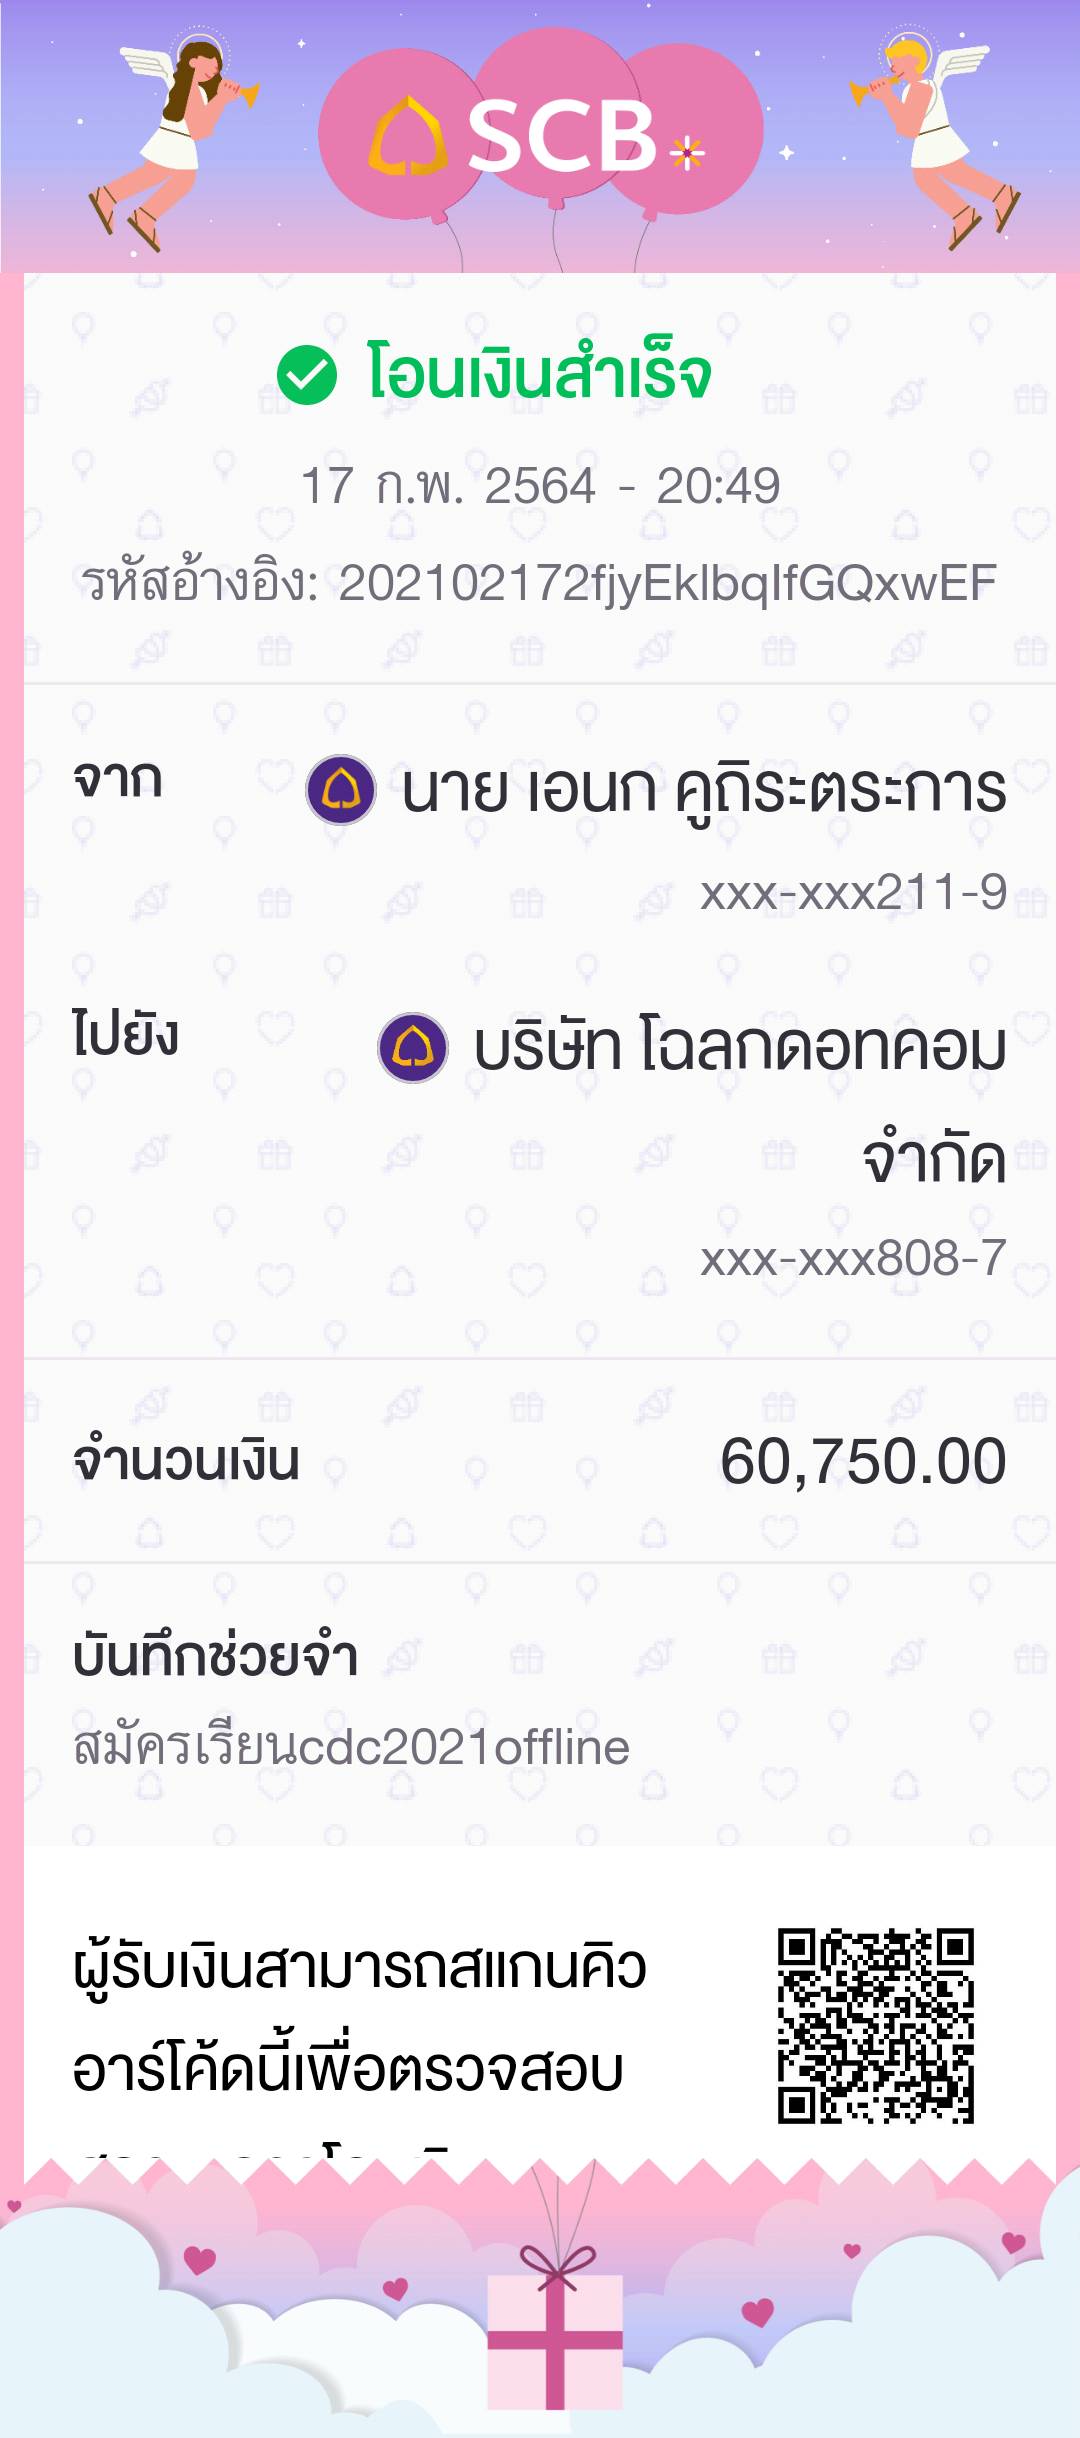 SCB
โอนเงินสำเร็จ
17 ก.พ. 2564 - 20:49
รหัสอ้างอิง: 202102172fjyEklbqIfGQxwEF
จาก
นาย เอนก คูถิระตระการ
xxx-xxx211-9
ไปยัง
บริษัท โฉลกดอทคอม
จำกัด
xxx-xxx808-7
จำนวนเงิน 60,750.00
บันทึกช่วยจำ
สมัครเรียนcdc2021offline
ผู้รับเงินสามารถสแกนคิว
อาร์โค้ดนี้เพื่อตรวจสอบ